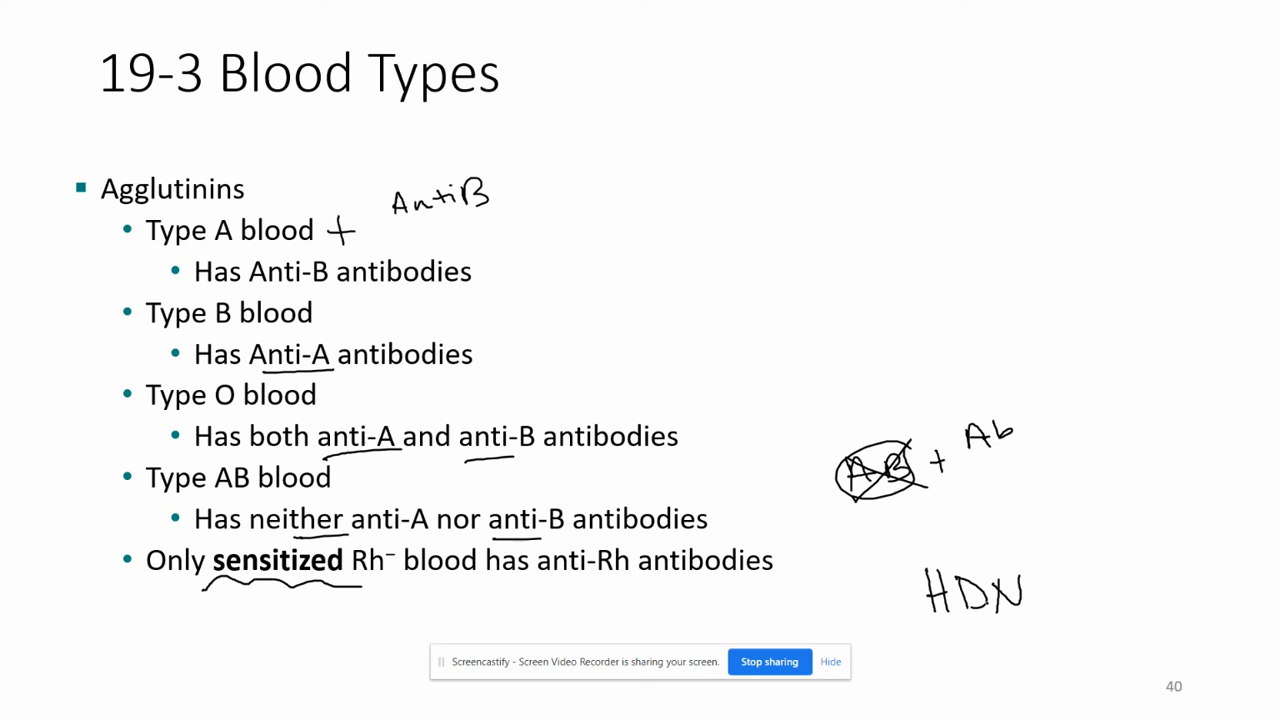 19-3 Blood Types
▪ Agglutinins
AntiB
• Type A blood +
• Has Anti-B antibodies
• Type B blood
• Has Anti-A antibodies
• Type O blood
• Has both anti-A and anti-B antibodies
• Type AB blood
• Has neither anti-A nor anti-B antibodies
AB + Ab
• Only sensitized Rh⁻ blood has anti-Rh antibodies
HDN
Screencastify - Screen Video Recorder is sharing your screen. Stop sharing Hide
40